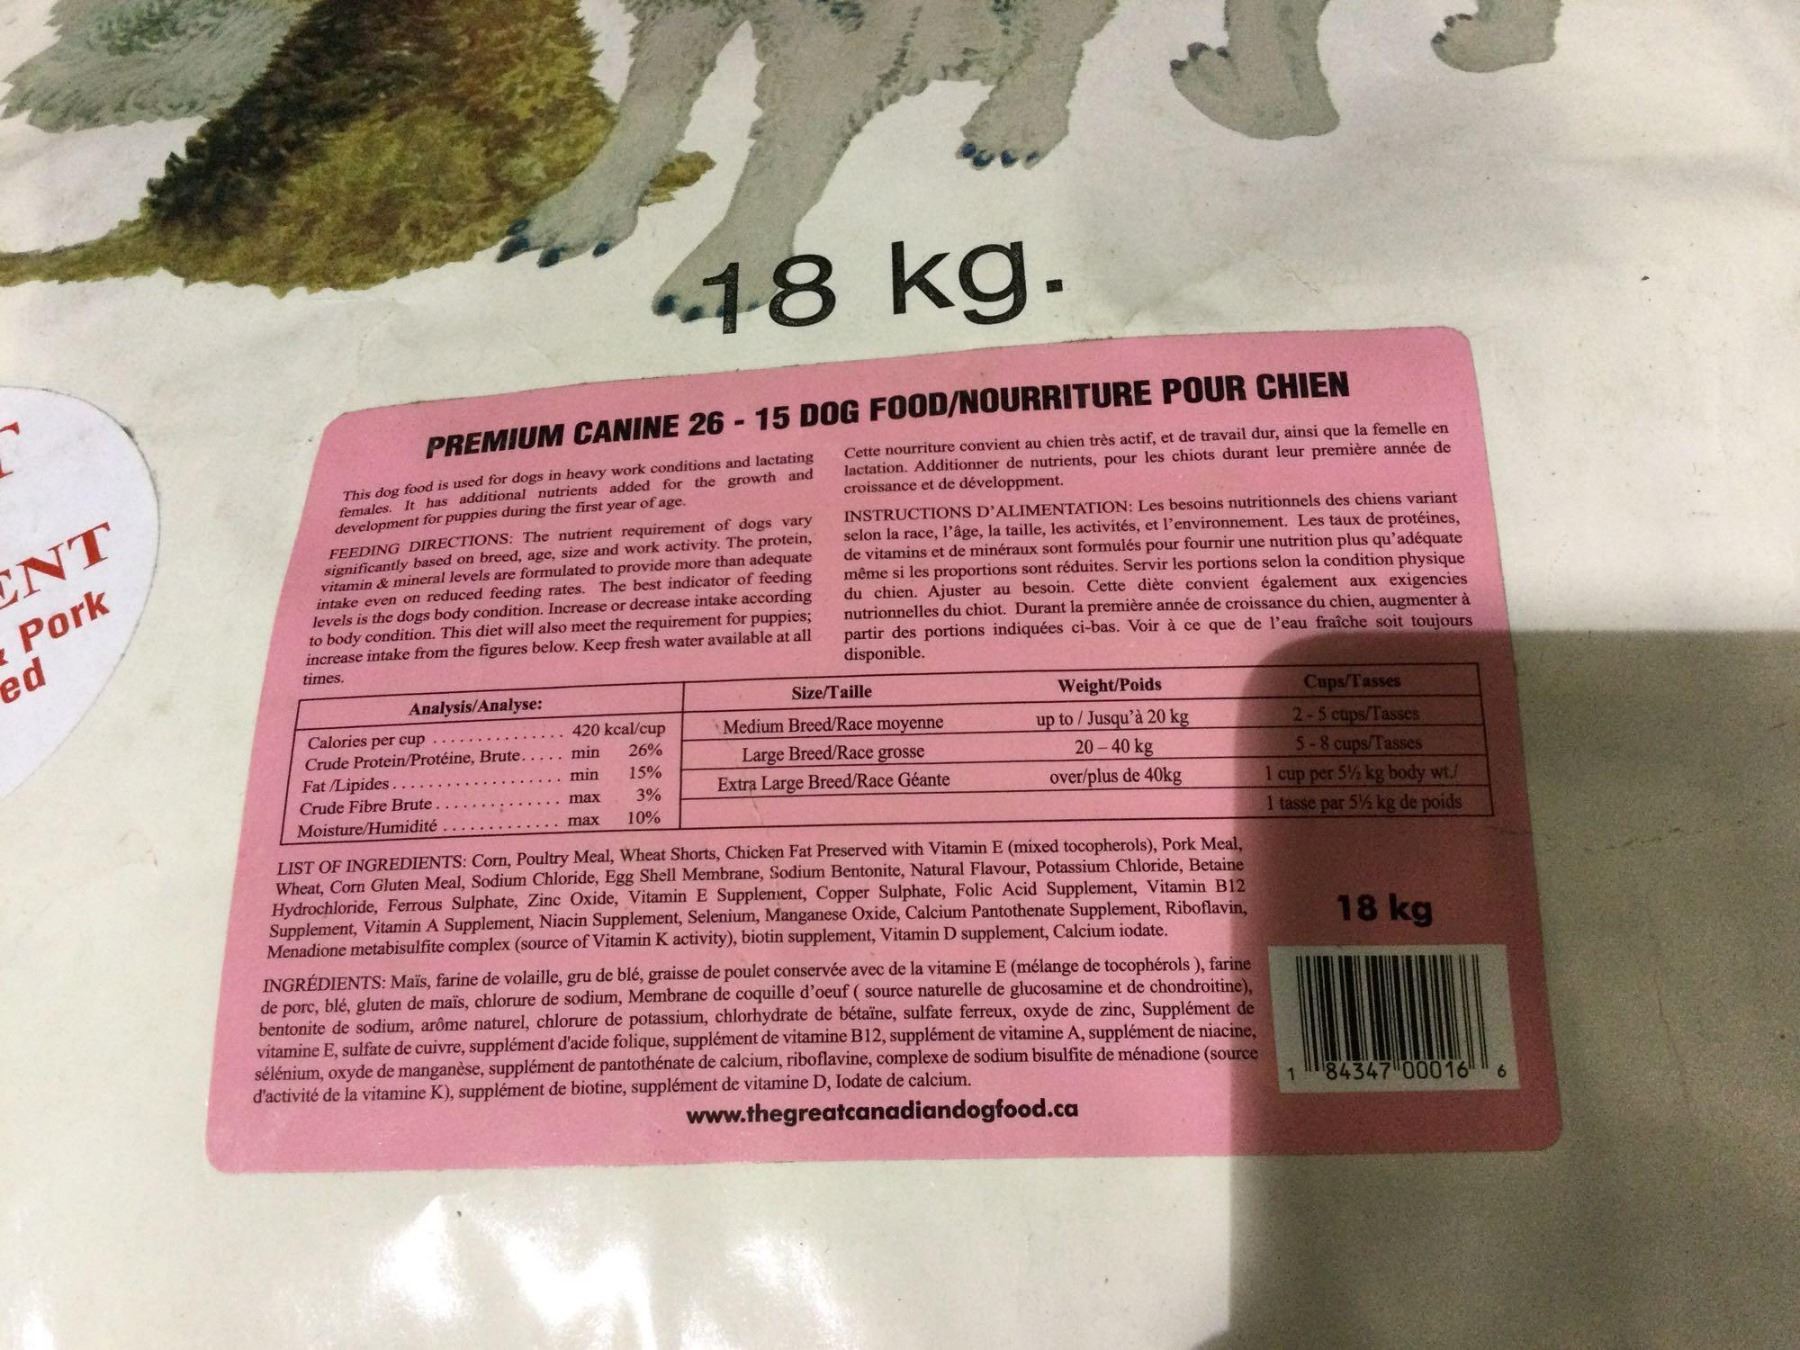 18 kg.
T
ENT
& Pork
ed
PREMIUM CANINE 26 - 15 DOG FOOD/NOURRITURE POUR CHIEN
This dog food is used for dogs in heavy work conditions and lactating
females. It has additional nutrients added for the growth and
development for puppies during the first year of age.
FEEDING DIRECTIONS: The nutrient requirement of dogs vary
significantly based on breed, age, size and work activity. The protein,
vitamin & mineral levels are formulated to provide more than adequate
intake even on reduced feeding rates. The best indicator of feeding
levels is the dogs body condition. Increase or decrease intake according
to body condition. This diet will also meet the requirement for puppies;
increase intake from the figures below. Keep fresh water available at all
times.
Cette nourriture convient au chien très actif, et de travail dur, ainsi que la femelle en
lactation. Additionner de nutrients, pour les chiots durant leur première année de
croissance et de développment.
INSTRUCTIONS D'ALIMENTATION: Les besoins nutritionnels des chiens variant
selon la race, l'âge, la taille, les activités, et l'environnement. Les taux de protéines,
de vitamins et de minéraux sont formulés pour fournir une nutrition plus qu'adéquate
même si les proportions sont réduites. Servir les portions selon la condition physique
du chien. Ajuster au besoin. Cette diète convient également aux exigencies
nutrionnelles du chiot. Durant la première année de croissance du chien, augmenter à
partir des portions indiquées ci-bas. Voir à ce que de l'eau fraîche soit toujours
disponible.
Analysis/Analyse:
Calories per cup . . . . . . . . . . . . . . 420 kcal/cup
Crude Protein/Protéine, Brute. . . . . min 26%
Fat /Lipides . . . . . . . . . . . . . . . . . . min 15%
Crude Fibre Brute . . . . . . . . . . . . . max 3%
Moisture/Humidité . . . . . . . . . . . . . max 10%
Size/Taille Weight/Poids Cups/Tasses
Medium Breed/Race moyenne up to / Jusqu'à 20 kg 2 - 5 cups/Tasses
Large Breed/Race grosse 20 – 40 kg 5 - 8 cups/Tasses
Extra Large Breed/Race Géante over/plus de 40kg 1 cup per 5½ kg body wt./
1 tasse par 5½ kg de poids
LIST OF INGREDIENTS: Corn, Poultry Meal, Wheat Shorts, Chicken Fat Preserved with Vitamin E (mixed tocopherols), Pork Meal,
Wheat, Corn Gluten Meal, Sodium Chloride, Egg Shell Membrane, Sodium Bentonite, Natural Flavour, Potassium Chloride, Betaine
Hydrochloride, Ferrous Sulphate, Zinc Oxide, Vitamin E Supplement, Copper Sulphate, Folic Acid Supplement, Vitamin B12
Supplement, Vitamin A Supplement, Niacin Supplement, Selenium, Manganese Oxide, Calcium Pantothenate Supplement, Riboflavin,
Menadione metabisulfite complex (source of Vitamin K activity), biotin supplement, Vitamin D supplement, Calcium iodate.
INGRÉDIENTS: Maïs, farine de volaille, gru de blé, graisse de poulet conservée avec de la vitamine E (mélange de tocophérols ), farine
de porc, blé, gluten de maïs, chlorure de sodium, Membrane de coquille d'oeuf ( source naturelle de glucosamine et de chondroitine),
bentonite de sodium, arôme naturel, chlorure de potassium, chlorhydrate de bétaïne, sulfate ferreux, oxyde de zinc, Supplément de
vitamine E, sulfate de cuivre, supplément d'acide folique, supplément de vitamine B12, supplément de vitamine A, supplément de niacine,
sélénium, oxyde de manganèse, supplément de pantothénate de calcium, riboflavine, complexe de sodium bisulfite de ménadione (source
d'activité de la vitamine K), supplément de biotine, supplément de vitamine D, Iodate de calcium.
18 kg
1 84347 00016 6
www.thegreatcanadiandogfood.ca